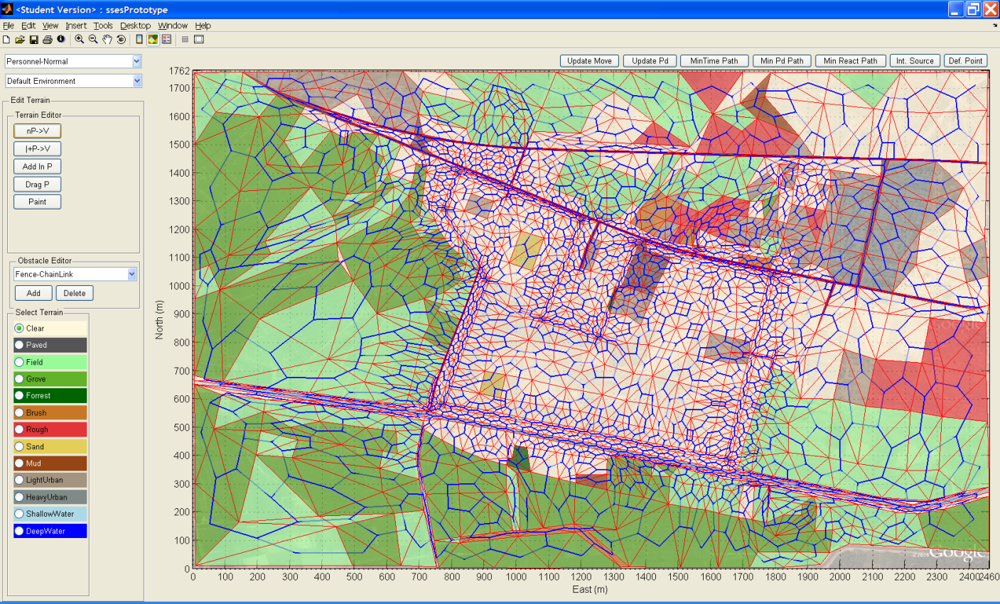 <Student Version> : ssesPrototype
File Edit View Insert Tools Desktop Window Help
Personnel-Normal
Default Environment
Edit Terrain
Terrain Editor
nP->V
|+P->V
Add In P
Drag P
Paint
Obstacle Editor
Fence-ChainLink
Add Delete
Select Terrain
Clear
Paved
Field
Grove
Forrest
Brush
Rough
Sand
Mud
LightUrban
HeavyUrban
ShallowWater
DeepWater
Update Move Update Pd MinTime Path Min Pd Path Min React Path Int. Source Def. Point
1762
1700
1600
1500
1400
1300
1200
1100
1000
900
800
700
600
500
400
300
200
100
0
North (m)
0 100 200 300 400 500 600 700 800 900 1000 1100 1200 1300 1400 1500 1600 1700 1800 1900 2000 2100 2200 2300 2400 2460
East (m)
Google